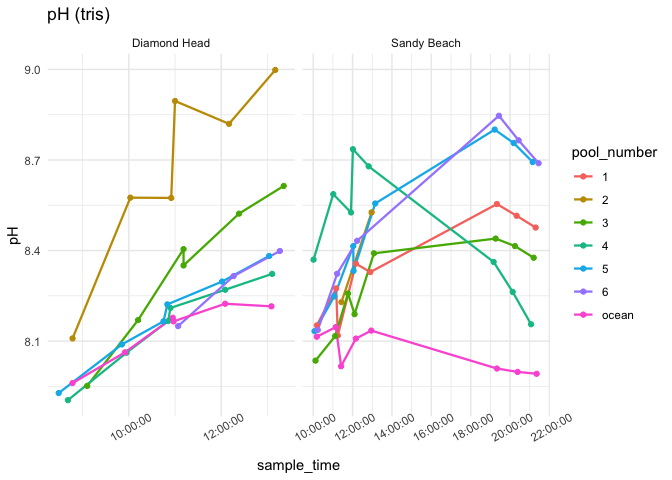 pH (tris)
Diamond Head
Sandy Beach
9.0
8.7
8.4
8.1
pH
10:00:00
12:00:00
10:00:00
12:00:00
14:00:00
16:00:00
18:00:00
20:00:00
22:00:00
sample_time
pool_number
1
2
3
4
5
6
ocean